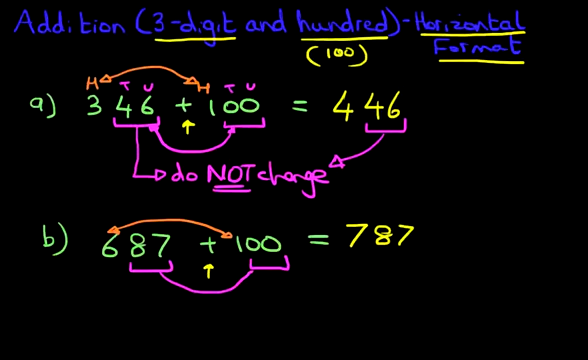 Addition (3-digit and hundred)-Horizontal
(100) Format
H T U H T U
a) 346 + 100 = 446
do NOT change
b) 687 + 100 = 787